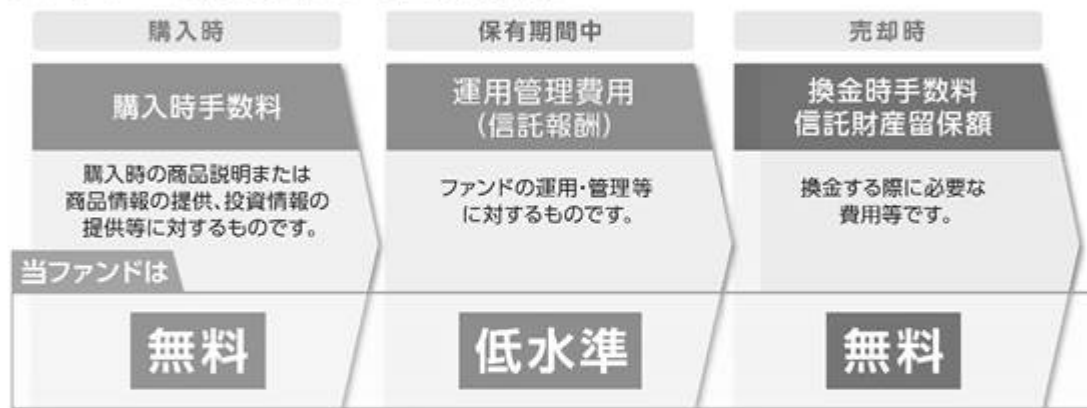 購入時
保有期間中
売却時
購入時手数料
運用管理費用
(信託報酬)
換金時手数料
信託財産留保額
購入時の商品説明または
商品情報の提供、投資情報の
提供等に対するものです。
ファンドの運用・管理等
に対するものです。
換金する際に必要な
費用等です。
当ファンドは
無料
低水準
無料